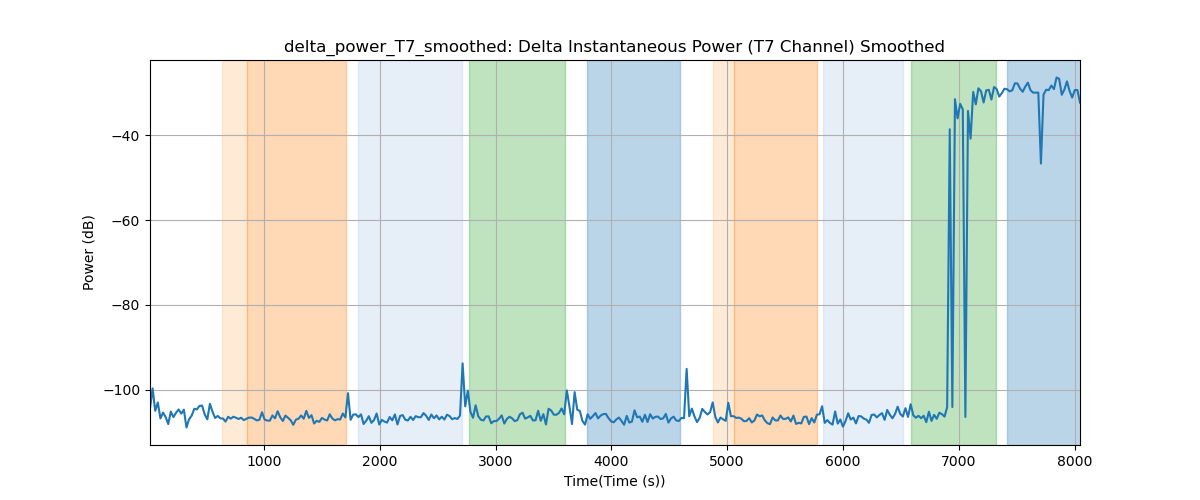 delta_power_T7_smoothed: Delta Instantaneous Power (T7 Channel) Smoothed
−40
−60
−80
−100
Power (dB)
1000 2000 3000 4000 5000 6000 7000 8000
Time(Time (s))